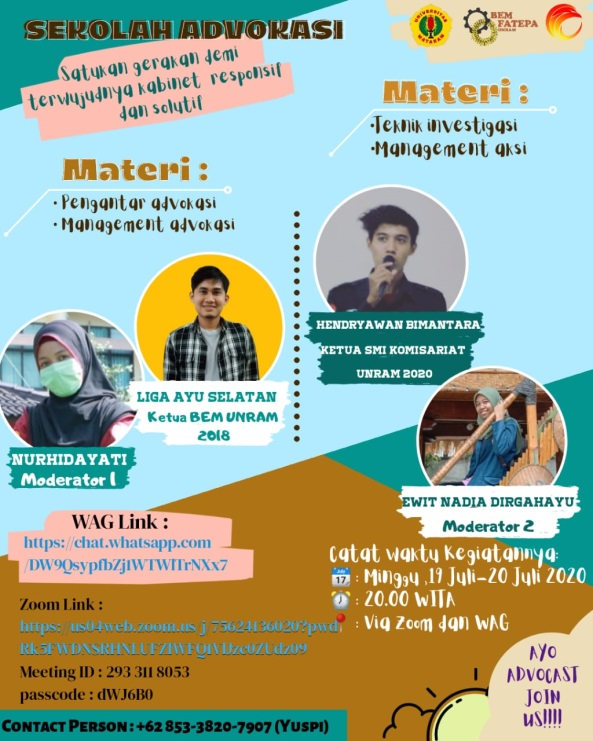 SEKOLAH ADVOKASI
Satukan gerakan demi
terwujudnya kabinet responsif
dan solutif
UNIVERSITAS
MATARAM
BEM
FATEPA
UNRAM
Materi :
•Teknik investigasi
•Management aksi
Materi :
• Pengantar advokasi
• Management advokasi
HENDRYAWAN BIMANTARA
KETUA SMI KOMISARIAT
UNRAM 2020
LIGA AYU SELATAN
Ketua BEM UNRAM
2018
NURHIDAYATI
Moderator 1
EWIT NADIA DIRGAHAYU
Moderator 2
WAG Link :
https://chat.whatsapp.com
/DW9QsypfbZj1WTWlTrNXx7
Zoom Link :
https://us04web.zoom.us/j/75624136020?pwd
Meeting ID : 293 311 8053
passcode : dWJ6B0
Catat waktu Kegiatannya:
: Minggu ,19 Juli-20 Juli 2020
: 20.00 WITA
: Via Zoom dan WAG
AYO
ADVOCAST
JOIN
US!!!!
CONTACT PERSON : +62 853-3820-7907 (YUSPI)